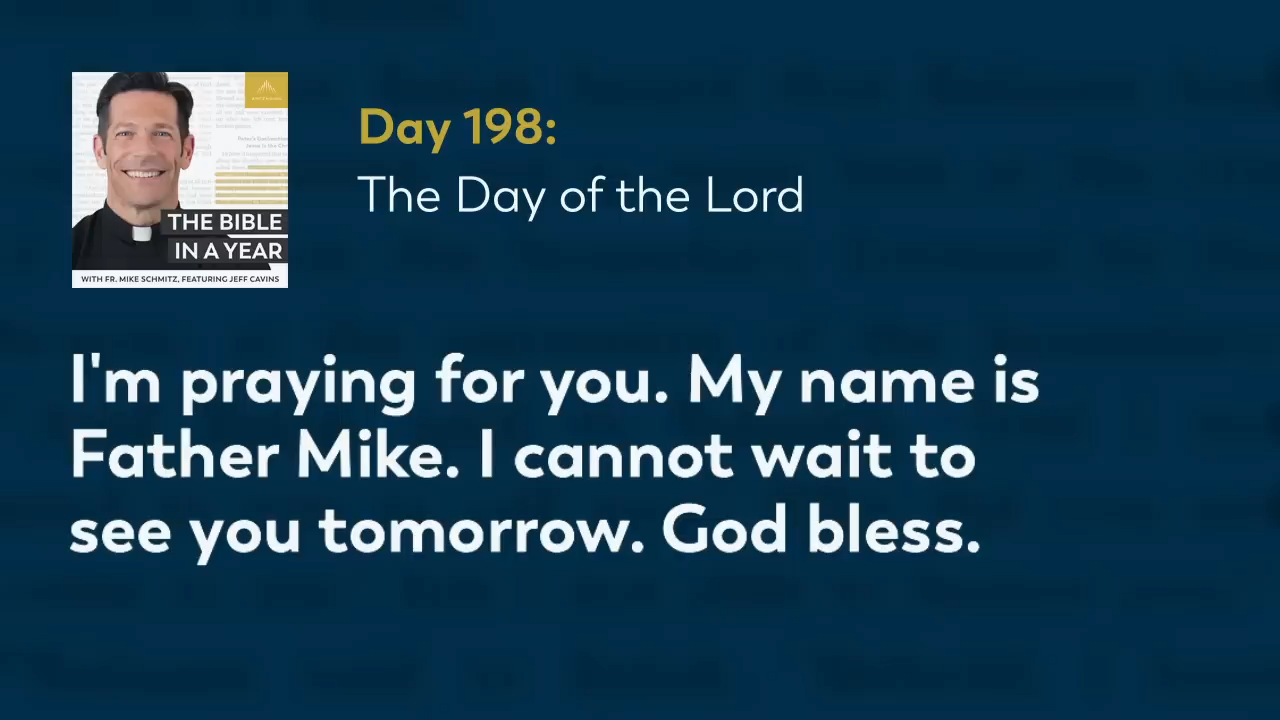 Day 198:
The Day of the Lord
THE BIBLE
IN A YEAR
WITH FR. MIKE SCHMITZ, FEATURING JEFF CAVINS
I'm praying for you. My name is
Father Mike. I cannot wait to
see you tomorrow. God bless.